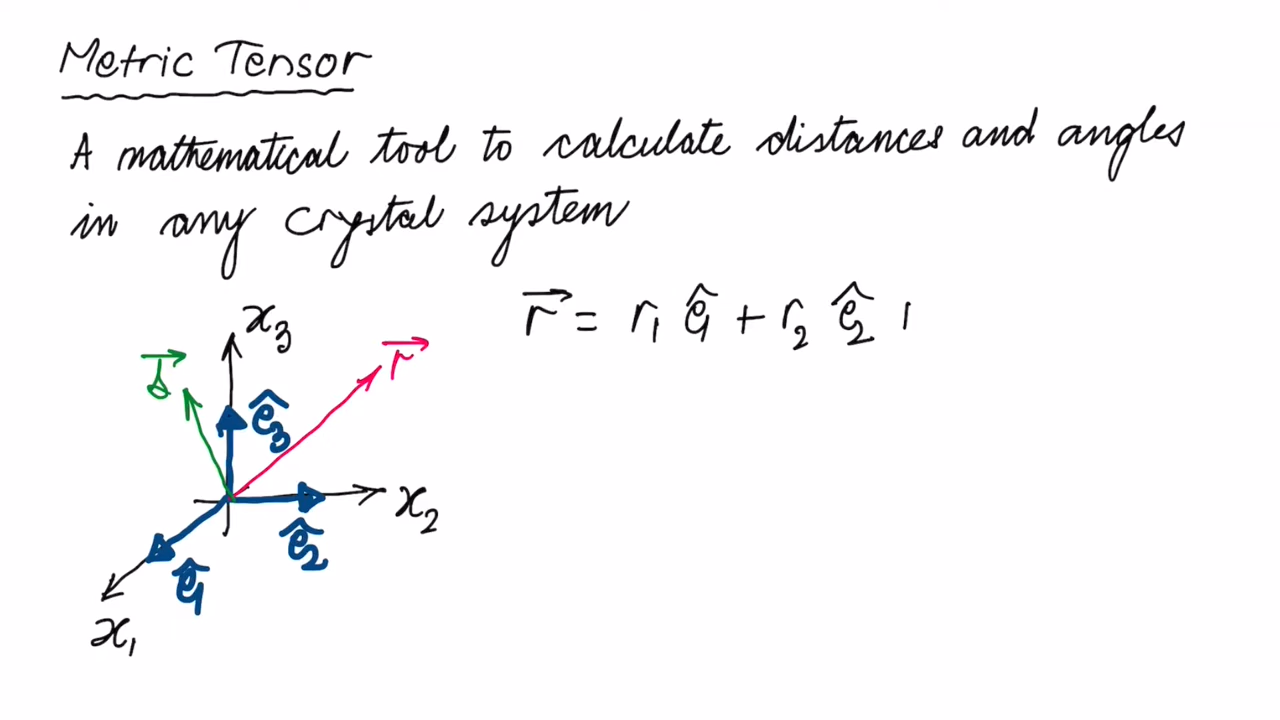 Metric Tensor
A mathematical tool to calculate distances and angles
in any crystal system
r⃗ = r₁ ê₁ + r₂ ê₂
x₃
r⃗
ê₃
x₂
ê₂
ê₁
x₁